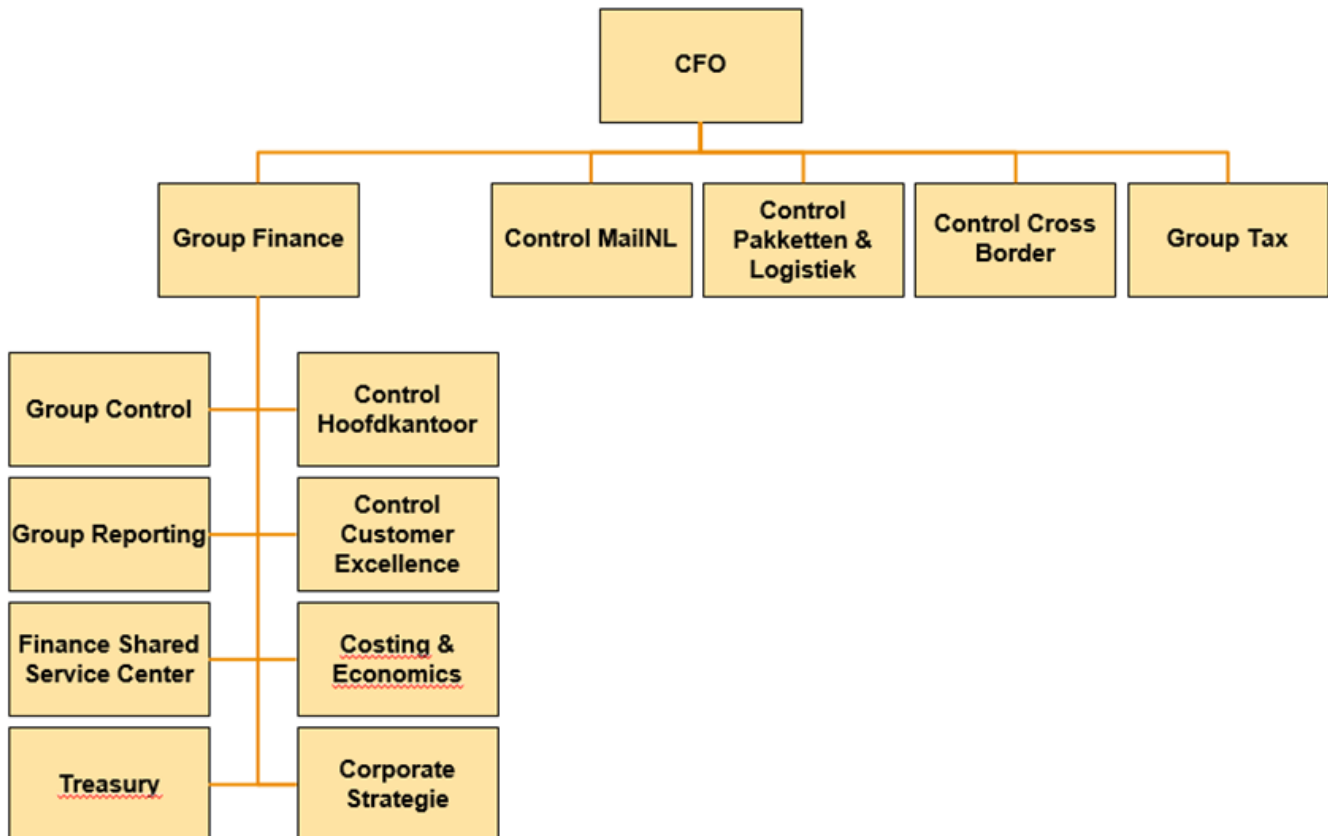 CFO
Group Finance
Control MailNL
Control
Pakketten &
Logistiek
Control Cross
Border
Group Tax
Group Control
Control
Hoofdkantoor
Group Reporting
Control
Customer
Excellence
Finance Shared
Service Center
Costing &
Economics
Treasury
Corporate
Strategie